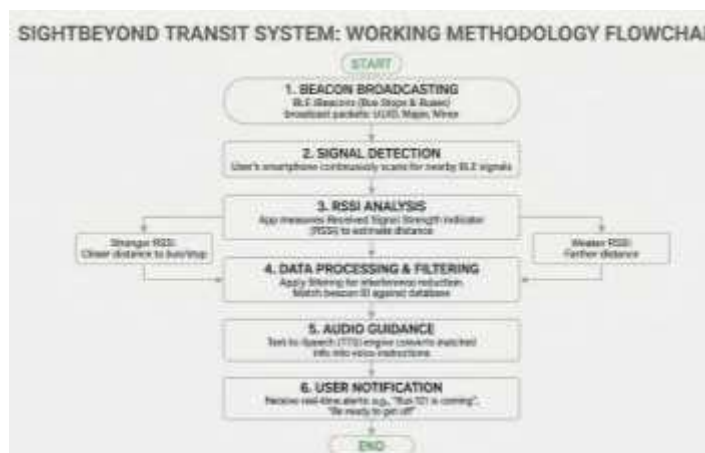 SIGHTBEYOND TRANSIT SYSTEM: WORKING METHODOLOGY FLOWCHA
START
1. BEACON BROADCASTING
BLE iBeacons (Bus Stops & Buses)
broadcast packets: UUID, Major, Minor
2. SIGNAL DETECTION
User's smartphone continuously scans for nearby BLE signals
3. RSSI ANALYSIS
App measures Received Signal Strength Indicator
(RSSI) to estimate distance
Stronger RSSI:
Closer distance to bus/stop
Weaker RSSI:
Farther distance
4. DATA PROCESSING & FILTERING
Apply filtering for interference reduction.
Match beacon ID against database
5. AUDIO GUIDANCE
Text-to-Speech (TTS) engine converts matched
info into voice instructions
6. USER NOTIFICATION
Receive real-time alerts: e.g., "Bus is coming",
"Be ready to get off"
END